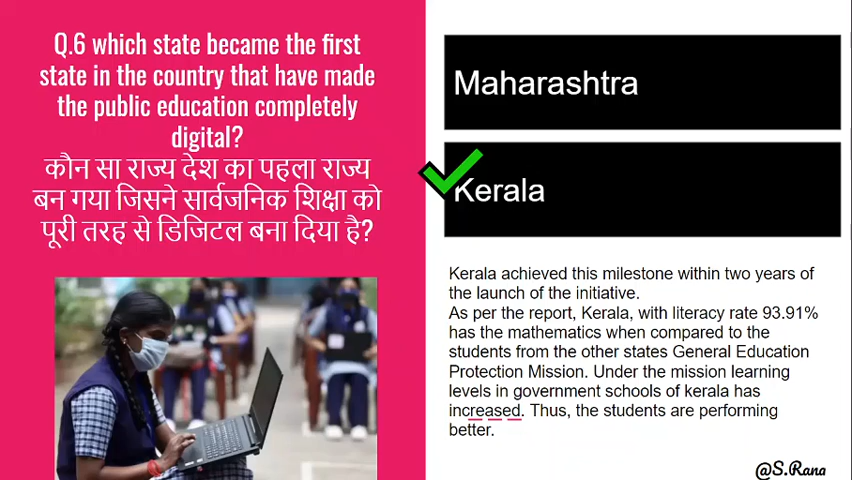 Q.6 which state became the first
state in the country that have made
the public education completely
digital?
कौन सा राज्य देश का पहला राज्य
बन गया जिसने सार्वजनिक शिक्षा को
पूरी तरह से डिजिटल बना दिया है?
Maharashtra
Kerala
Kerala achieved this milestone within two years of
the launch of the initiative.
As per the report, Kerala, with literacy rate 93.91%
has the mathematics when compared to the
students from the other states General Education
Protection Mission. Under the mission learning
levels in government schools of kerala has
increased. Thus, the students are performing
better.
@S.Rana